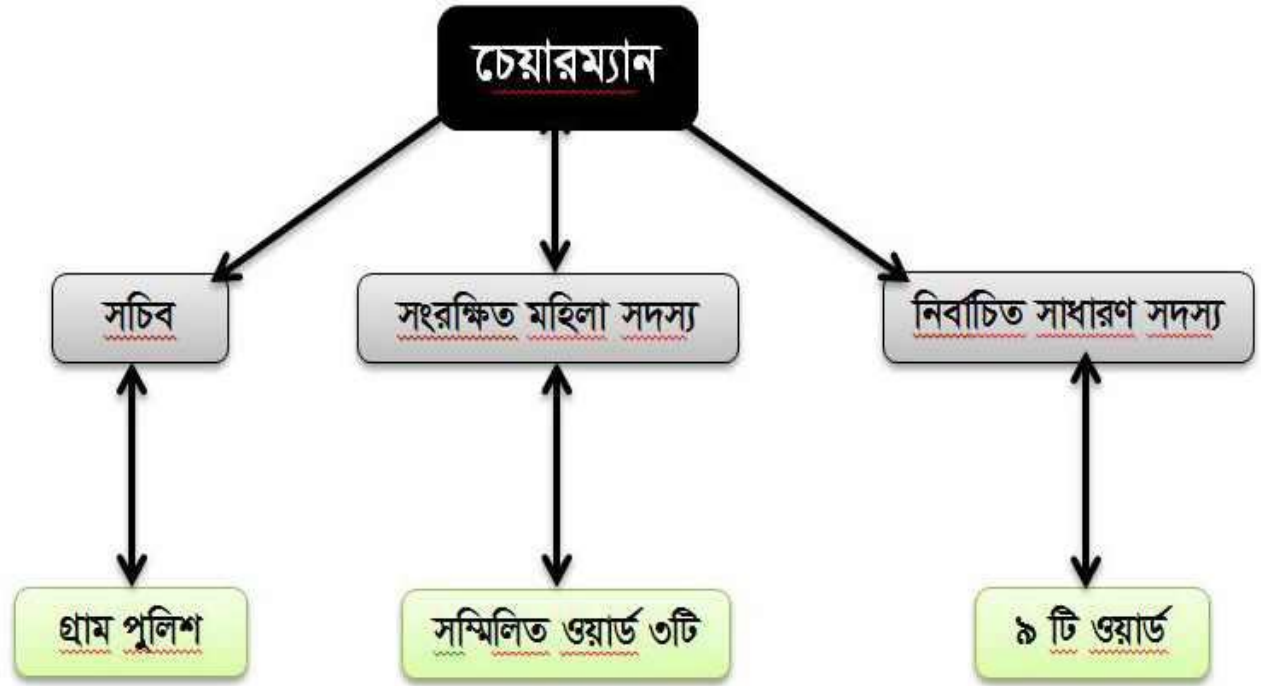 চেয়ারম্যান
সচিব
সংরক্ষিত মহিলা সদস্য
নির্বাচিত সাধারণ সদস্য
গ্রাম পুলিশ
সম্মিলিত ওয়ার্ড ৩টি
৯ টি ওয়ার্ড